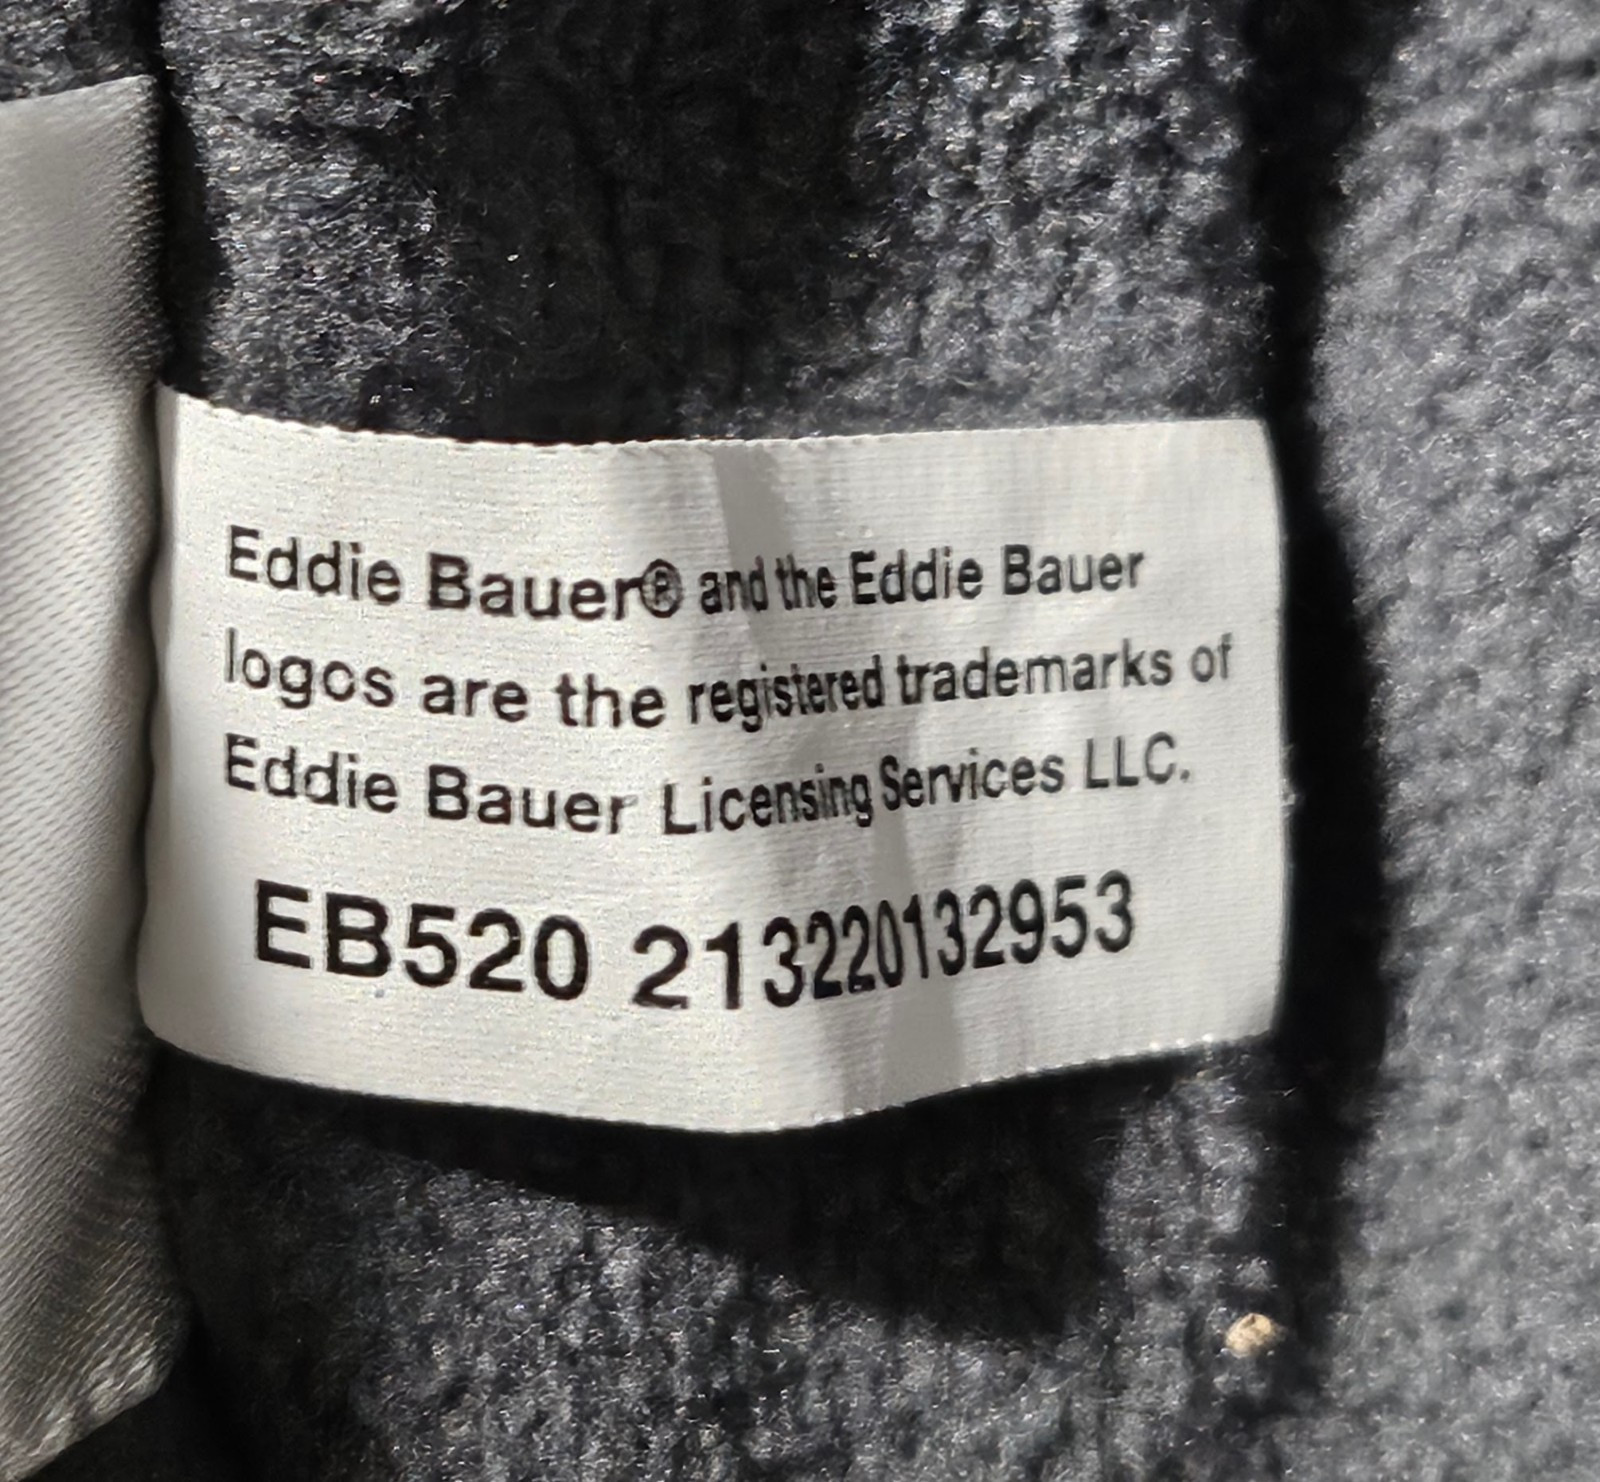 Eddie Bauer® and the Eddie Bauer
logos are the registered trademarks of
Eddie Bauer Licensing Services LLC.
EB520 213220132953